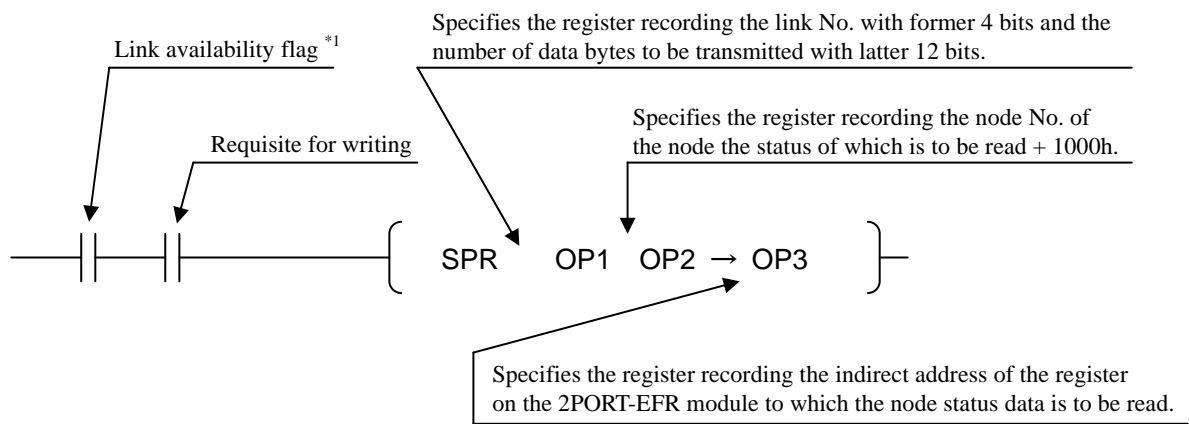 Specifies the register recording the link No. with former 4 bits and the
number of data bytes to be transmitted with latter 12 bits.
Link availability flag *1
Specifies the register recording the node No. of
the node the status of which is to be read + 1000h.
Requisite for writing
SPR OP1 OP2 → OP3
Specifies the register recording the indirect address of the register
on the 2PORT-EFR module to which the node status data is to be read.